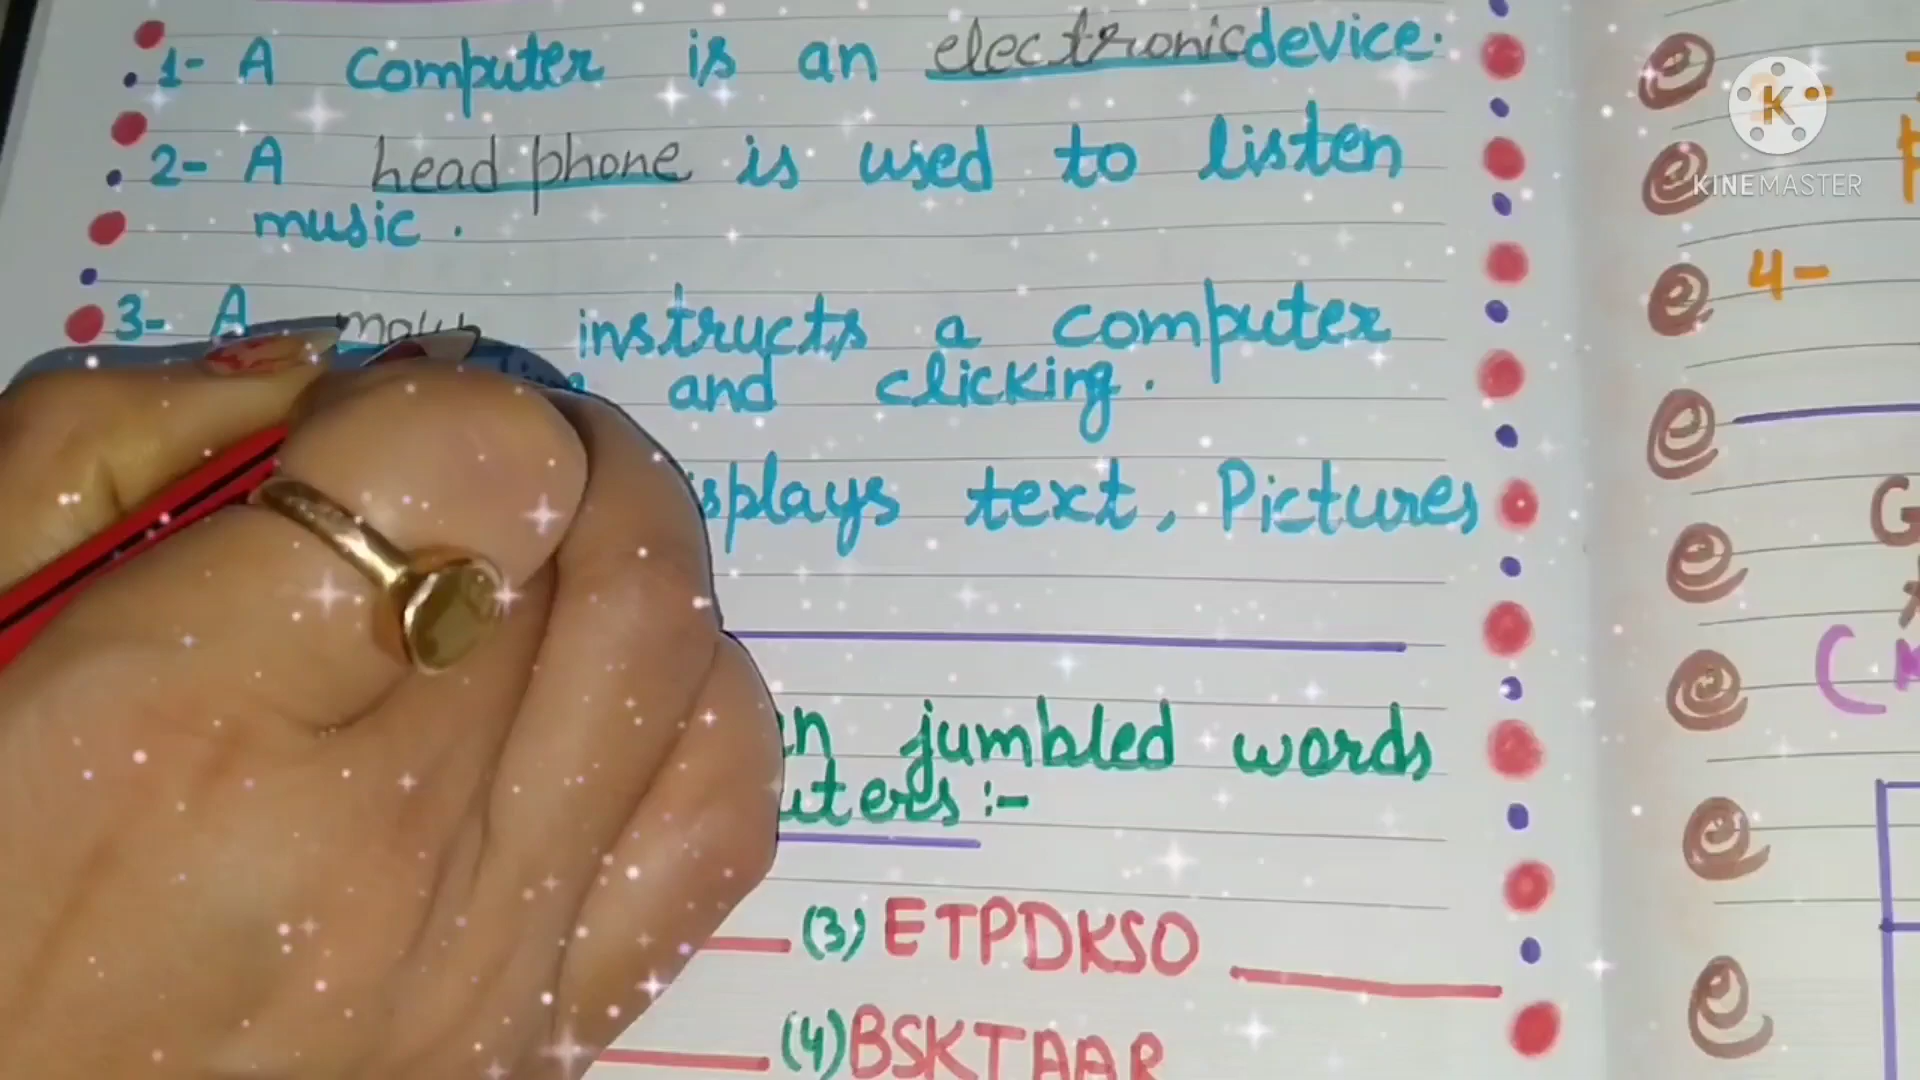 1- A computer is an electronic device.
2- A head phone is used to listen
music.
3- A instructs a computer
and clicking.
text, Pictures
jumbled words
:-
(3) ETPDKSO
(4) BSKTAAR
4-
KINEMASTER